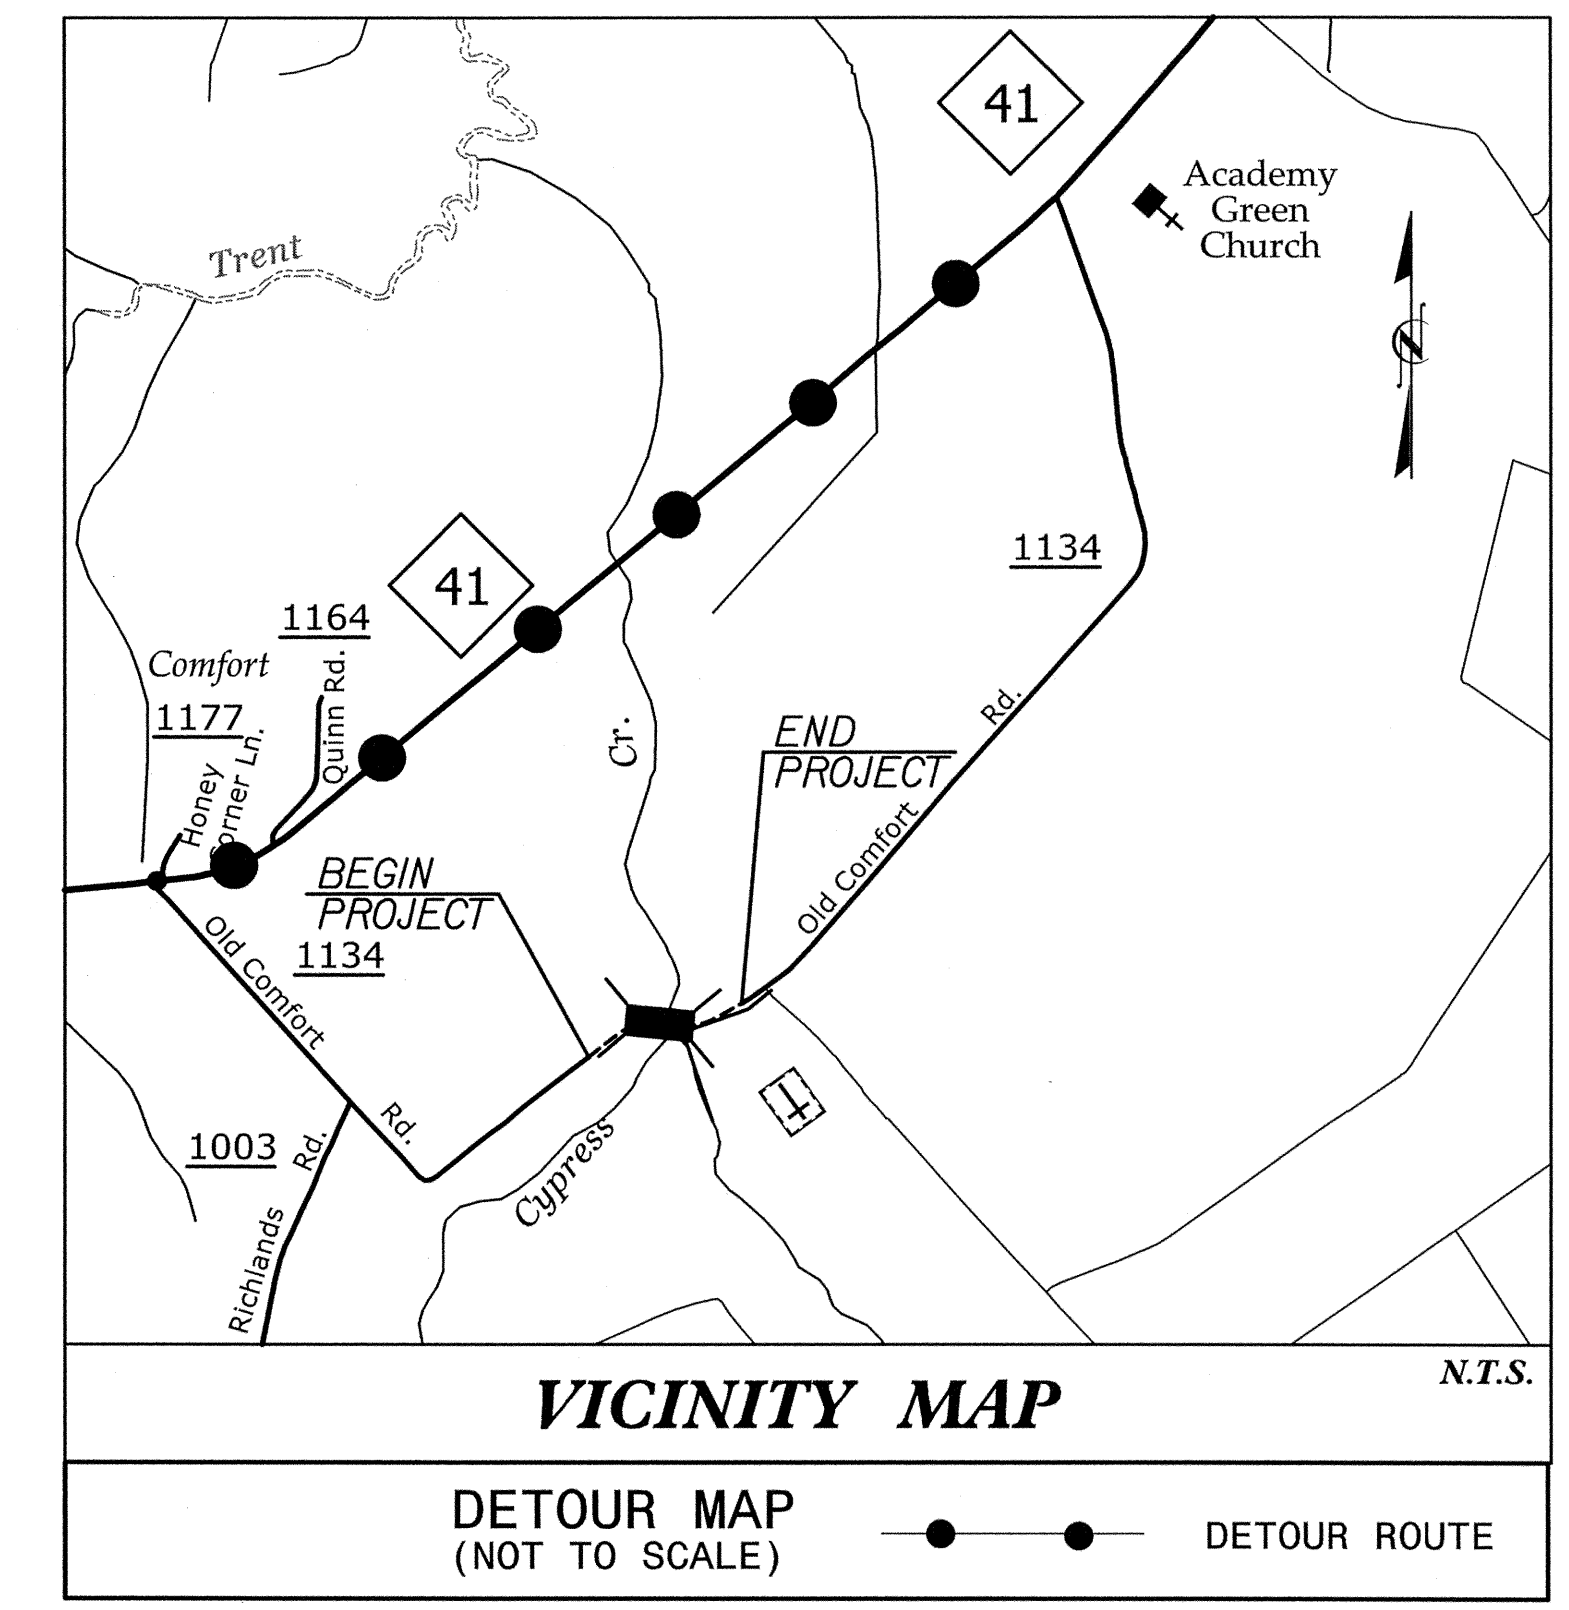 41
Academy
Green
Church
Trent
N
1134
41
1164
Comfort
Quinn Rd.
1177
Honey
Corner Ln.
Cr.
END
PROJECT
Rd.
Old Comfort
BEGIN
PROJECT
1134
Old Comfort
Rd.
1003
Richlands Rd.
Cypress
N.T.S.
VICINITY MAP
DETOUR MAP
(NOT TO SCALE)
DETOUR ROUTE